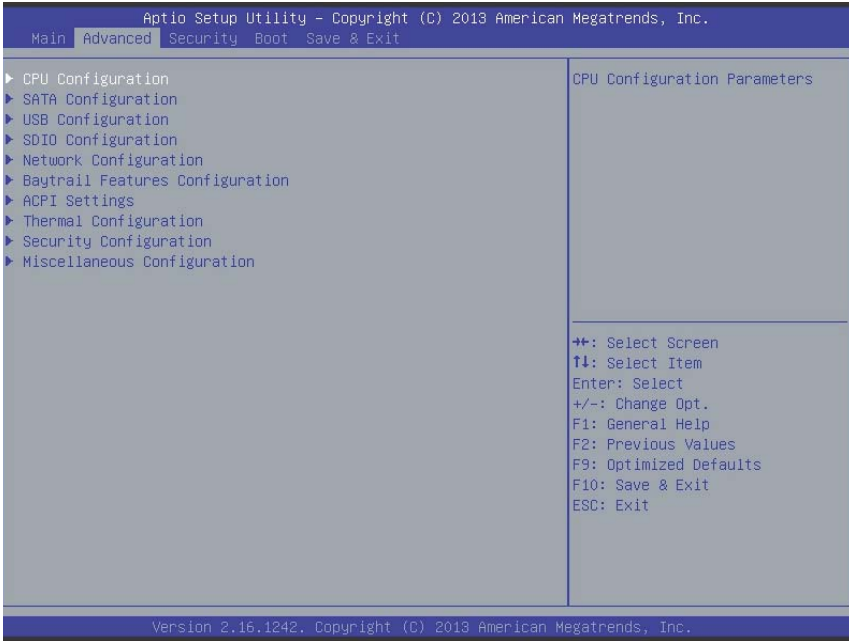 Aptio Setup Utility – Copyright (C) 2013 American Megatrends, Inc.
Main Advanced Security Boot Save & Exit
▶ CPU Configuration
▶ SATA Configuration
▶ USB Configuration
▶ SDIO Configuration
▶ Network Configuration
▶ Baytrail Features Configuration
▶ ACPI Settings
▶ Thermal Configuration
▶ Security Configuration
▶ Miscellaneous Configuration
CPU Configuration Parameters
→←: Select Screen
↑↓: Select Item
Enter: Select
+/-: Change Opt.
F1: General Help
F2: Previous Values
F9: Optimized Defaults
F10: Save & Exit
ESC: Exit
Version 2.16.1242. Copyright (C) 2013 American Megatrends, Inc.